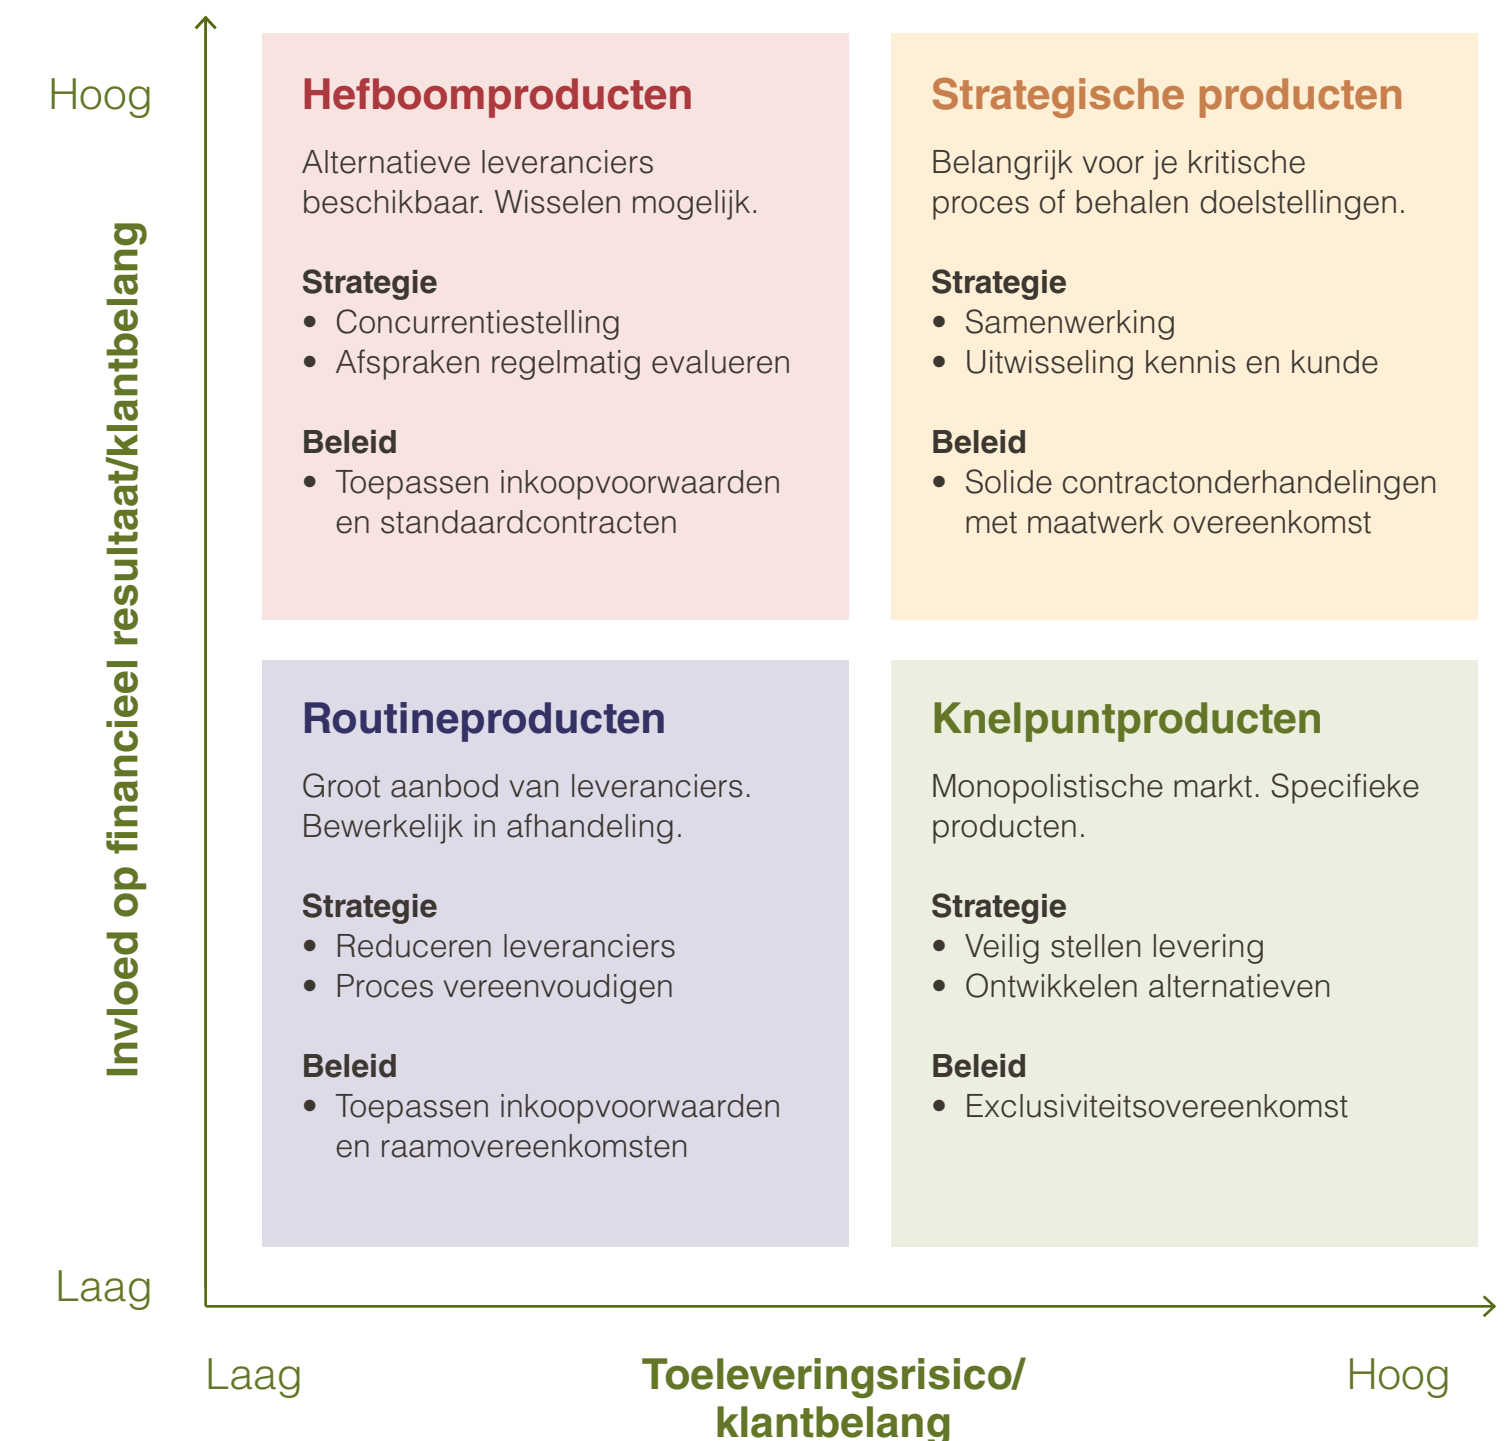 Hoog
Invloed op financieel resultaat/klantbelang
Laag
Hefboomproducten
Alternatieve leveranciers
beschikbaar. Wisselen mogelijk.
Strategie
• Concurrentiestelling
• Afspraken regelmatig evalueren
Beleid
• Toepassen inkoopvoorwaarden
en standaardcontracten
Strategische producten
Belangrijk voor je kritische
proces of behalen doelstellingen.
Strategie
• Samenwerking
• Uitwisseling kennis en kunde
Beleid
• Solide contractonderhandelingen
met maatwerk overeenkomst
Routineproducten
Groot aanbod van leveranciers.
Bewerkelijk in afhandeling.
Strategie
• Reduceren leveranciers
• Proces vereenvoudigen
Beleid
• Toepassen inkoopvoorwaarden
en raamovereenkomsten
Knelpuntproducten
Monopolistische markt. Specifieke
producten.
Strategie
• Veilig stellen levering
• Ontwikkelen alternatieven
Beleid
• Exclusiviteitsovereenkomst
Laag
Toeleveringsrisico/
klantbelang
Hoog